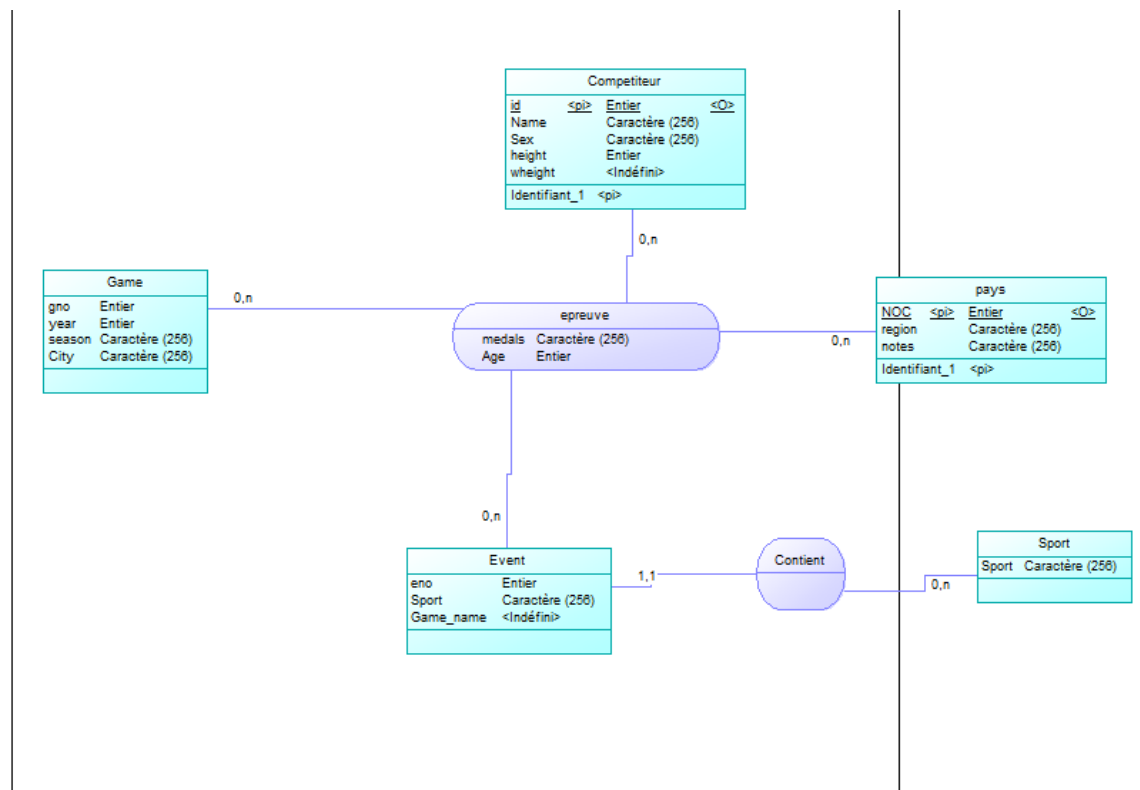 Competiteur
id <pi> Entier <O>
Name Caractère (256)
Sex Caractère (256)
height Entier
wheight <Indéfini>
Identifiant_1 <pi>
0,n
Game
gno Entier
year Entier
season Caractère (256)
City Caractère (256)
0,n
epreuve
medals Caractère (256)
Age Entier
0,n
pays
NOC <pi> Entier <O>
region Caractère (256)
notes Caractère (256)
Identifiant_1 <pi>
0,n
Event
eno Entier
Sport Caractère (256)
Game_name <Indéfini>
1,1
Contient
0,n
Sport
Sport Caractère (256)